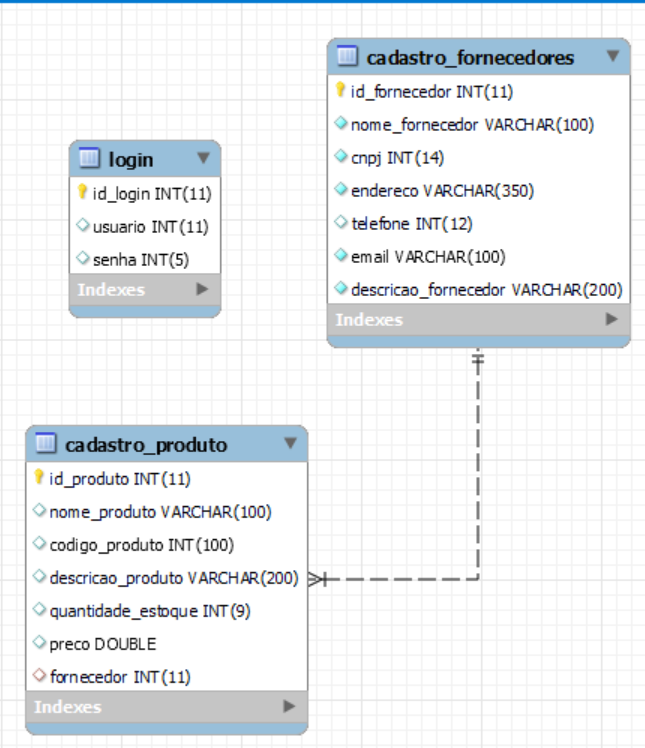 cadastro_fornecedores
id_fornecedor INT(11)
nome_fornecedor VARCHAR(100)
cnpj INT(14)
endereco VARCHAR(350)
telefone INT(12)
email VARCHAR(100)
descricao_fornecedor VARCHAR(200)
Indexes
login
id_login INT(11)
usuario INT(11)
senha INT(5)
Indexes
cadastro_produto
id_produto INT(11)
nome_produto VARCHAR(100)
codigo_produto INT(100)
descricao_produto VARCHAR(200)
quantidade_estoque INT(9)
preco DOUBLE
fornecedor INT(11)
Indexes